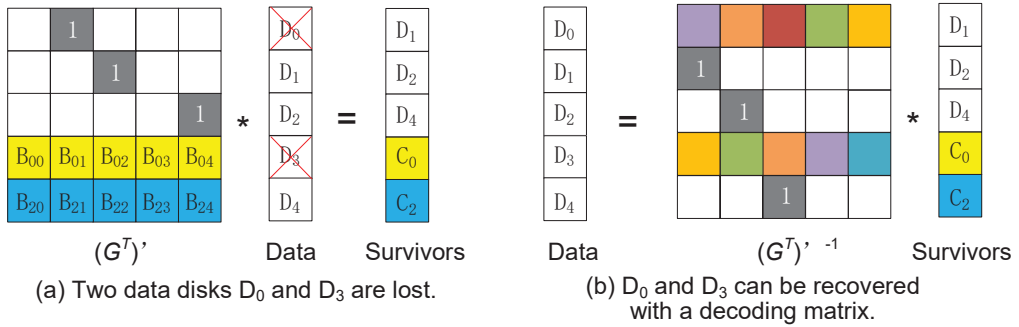 1 D₀ D₁ 1 D₁
1 D₁ D₂ D₁ 1 D₂
1 * D₂ = D₄ D₂ = 1 * D₄
B₀₀ B₀₁ B₀₂ B₀₃ B₀₄ D₃ C₀ D₃ C₀
B₂₀ B₂₁ B₂₂ B₂₃ B₂₄ D₄ C₂ D₀ D₄ 1 C₂
(Gᵀ)’ Data Survivors Data (Gᵀ)’ ⁻¹ Survivors
(a) Two data disks D₀ and D₃ are lost.
(b) D₀ and D₃ can be recovered
with a decoding matrix.